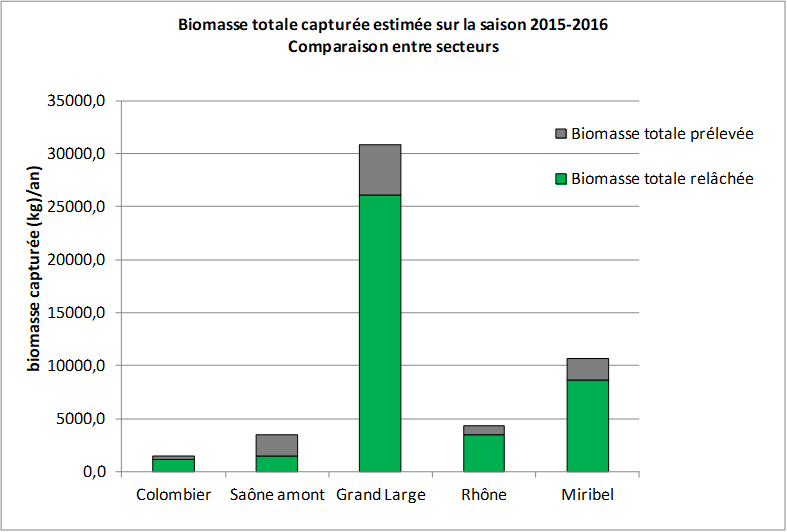 Biomasse totale capturée estimée sur la saison 2015-2016
Comparaison entre secteurs
biomasse capturée (kg)/an)
35000,0
30000,0
25000,0
20000,0
15000,0
10000,0
5000,0
0,0
Biomasse totale prélevée
Biomasse totale relâchée
Colombier Saône amont Grand Large Rhône Miribel